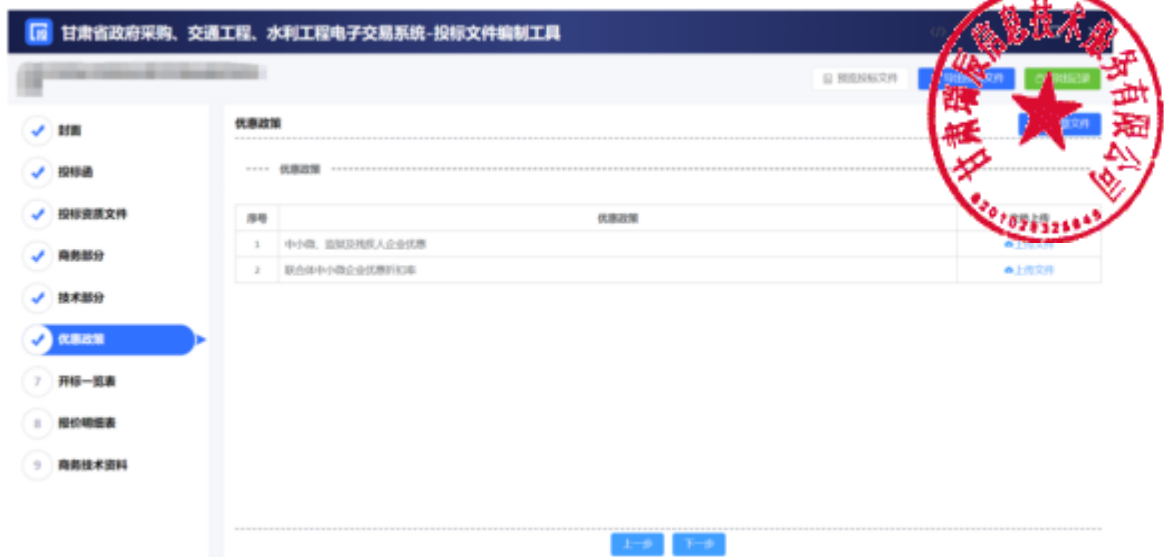 甘肃省政府采购、交通工程、水利工程电子交易系统-投标文件编制工具
预览投标文件
封面
投标函
投标资质文件
商务部分
技术部分
优惠政策
7 开标一览表
8 报价明细表
9 商务技术资料
优惠政策
优惠政策
序号 优惠政策
1 中小微、监狱及残疾人企业优惠 上传文件
2 联合体中小微企业优惠折扣率 上传文件
上一步 下一步
信息技术服务有限公司